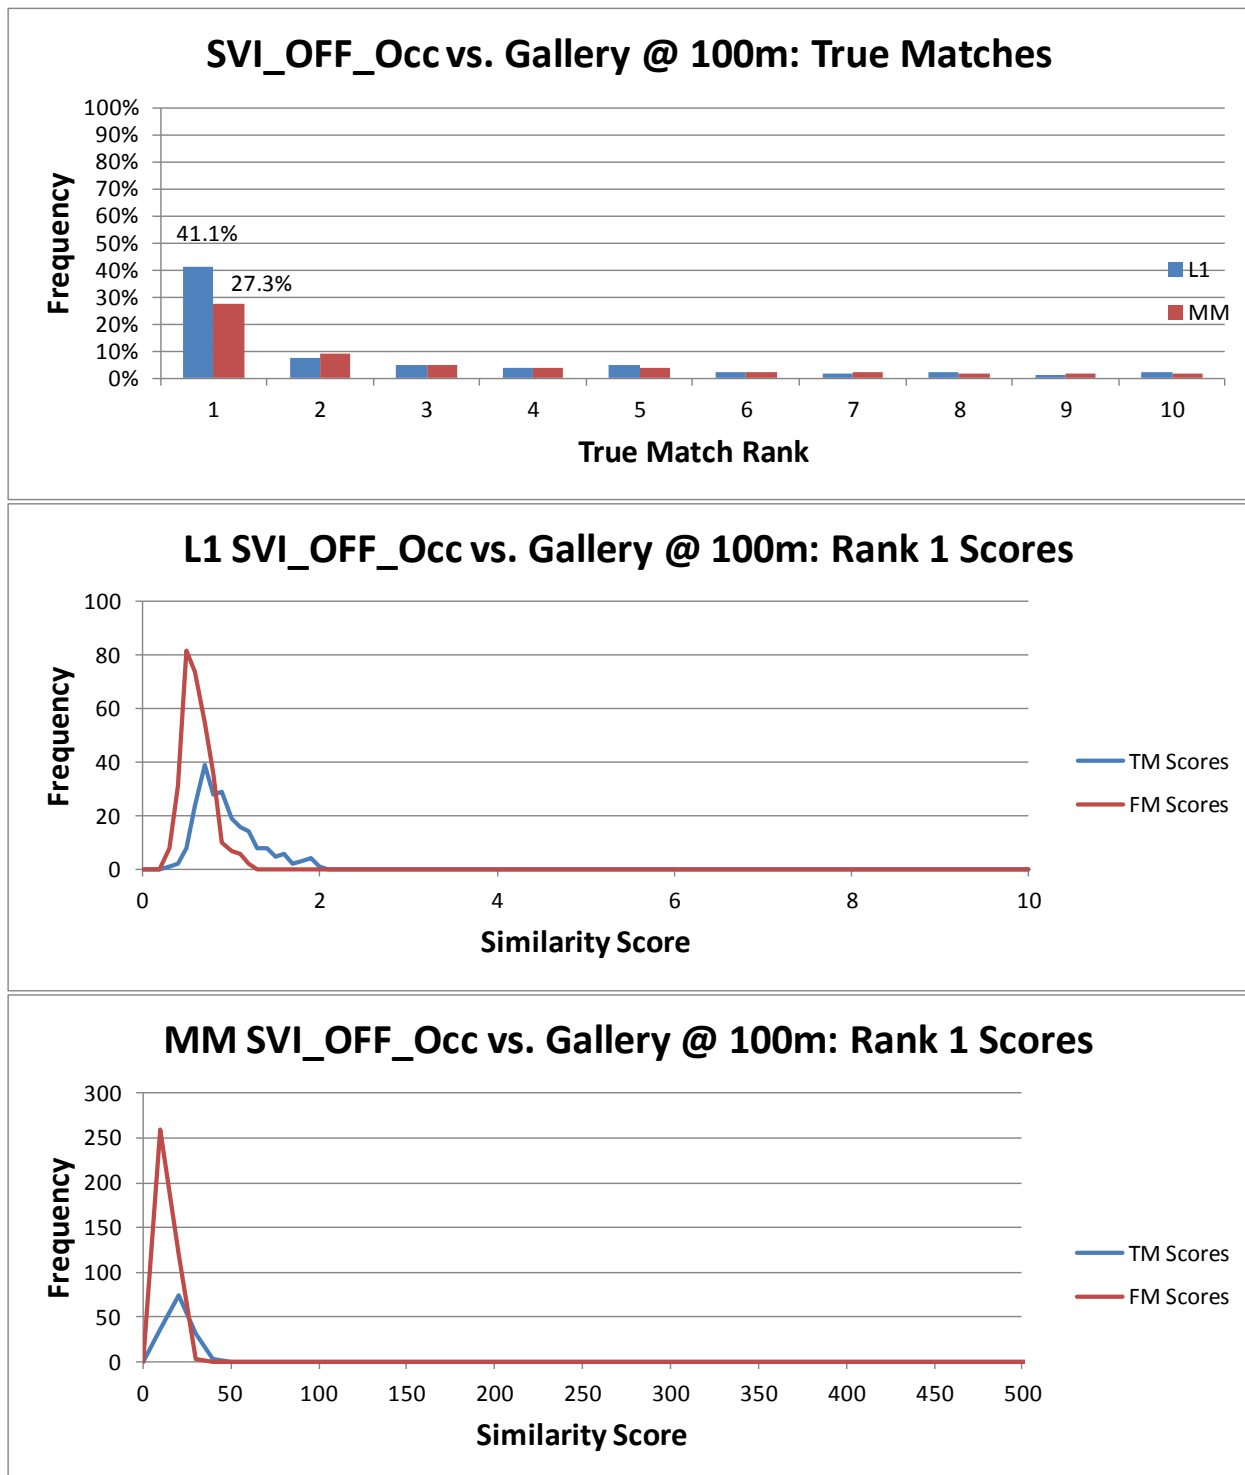 SVI_OFF_Occ vs. Gallery @ 100m: True Matches
100%
90%
80%
70%
60%
50%
40%
30%
20%
10%
0%
Frequency
41.1%
27.3%
L1
MM
1 2 3 4 5 6 7 8 9 10
True Match Rank
L1 SVI_OFF_Occ vs. Gallery @ 100m: Rank 1 Scores
100
80
60
40
20
0
Frequency
TM Scores
FM Scores
0 2 4 6 8 10
Similarity Score
MM SVI_OFF_Occ vs. Gallery @ 100m: Rank 1 Scores
300
250
200
150
100
50
0
Frequency
TM Scores
FM Scores
0 50 100 150 200 250 300 350 400 450 500
Similarity Score